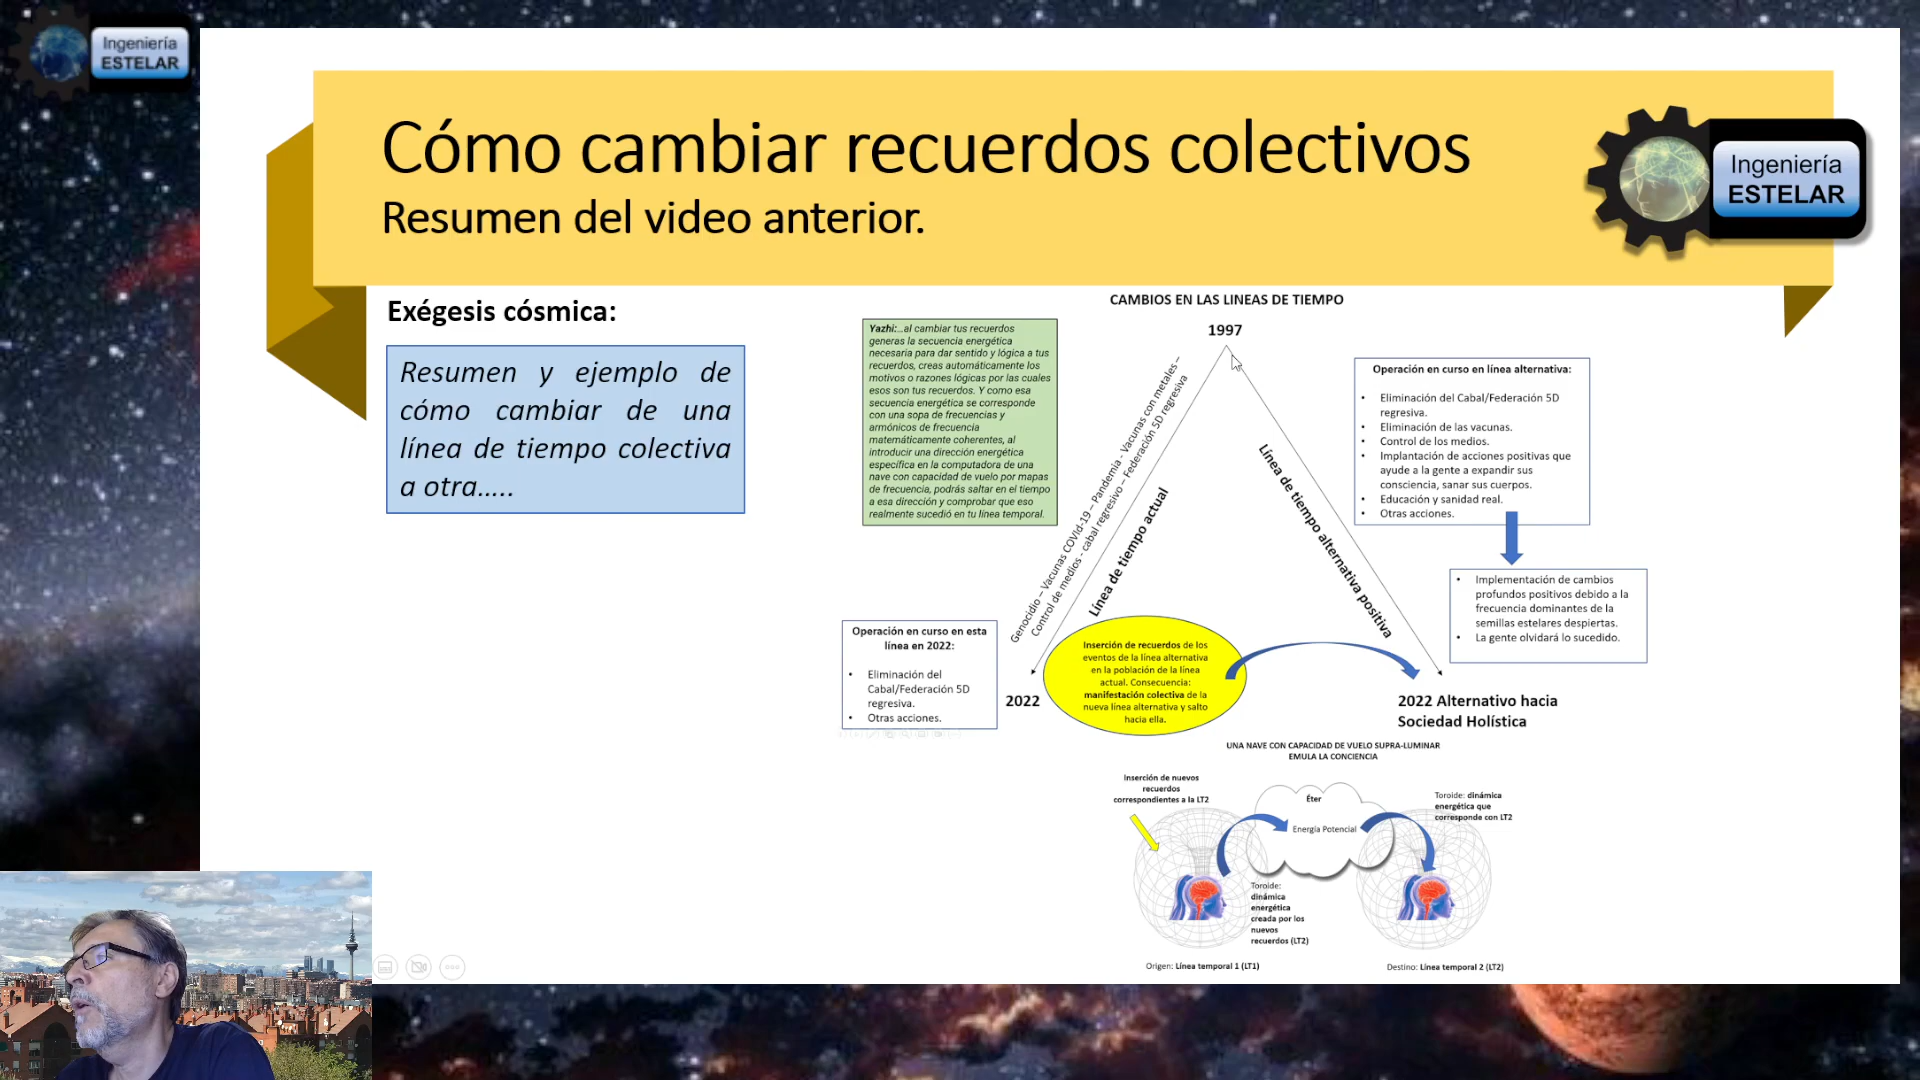 Ingeniería
ESTELAR
Cómo cambiar recuerdos colectivos
Resumen del video anterior.
Ingeniería
ESTELAR
Exégesis cósmica:
Resumen y ejemplo de
cómo cambiar de una
línea de tiempo colectiva
a otra.....
CAMBIOS EN LAS LINEAS DE TIEMPO
1997
Yazhi:...al cambiar tus recuerdos
generas la secuencia energética
necesaria para dar sentido y lógica a tus
recuerdos, creas automáticamente los
motivos o razones lógicas por las cuales
esos son tus recuerdos. Y como esa
secuencia energética se corresponde
con una sopa de frecuencias y
armónicos de frecuencia
matemáticamente coherentes, al
introducir una dirección energética
específica en la computadora de una
nave con capacidad de vuelo por mapas
de frecuencia, podrás saltar en el tiempo
a esa dirección y comprobar que eso
realmente sucedió en tu línea temporal.
Genocidio – Vacunas COVid-19 – Pandemia - Vacunas con metales –
Control de medios - cabal regresivo – Federación 5D regresiva
Línea de tiempo actual
Línea de tiempo alternativa positiva
Operación en curso en línea alternativa:
• Eliminación del Cabal/Federación 5D
regresiva.
• Eliminación de las vacunas.
• Control de los medios.
• Implantación de acciones positivas que
ayude a la gente a expandir sus
consciencia, sanar sus cuerpos.
• Educación y sanidad real.
• Otras acciones.
• Implementación de cambios
profundos positivos debido a la
frecuencia dominantes de la
semillas estelares despiertas.
• La gente olvidará lo sucedido.
Operación en curso en esta
línea en 2022:
• Eliminación del
Cabal/Federación 5D
regresiva.
• Otras acciones.
2022
Inserción de recuerdos de los
eventos de la línea alternativa
en la población de la línea
actual. Consecuencia:
manifestación colectiva de la
nueva línea alternativa y salto
hacia ella.
2022 Alternativo hacia
Sociedad Holística
UNA NAVE CON CAPACIDAD DE VUELO SUPRA-LUMINAR
EMULA LA CONCIENCIA
Inserción de nuevos
recuerdos
correspondientes a la LT2
Éter
Energía Potencial
Toroide: dinámica
energética que
corresponde con LT2
Toroide:
dinámica
energética
creada por los
nuevos
recuerdos (LT2)
Origen: Línea temporal 1 (LT1)
Destino: Línea temporal 2 (LT2)